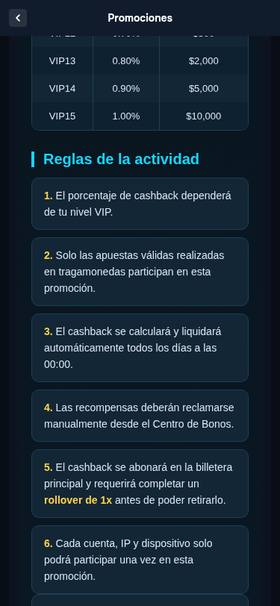 Promociones
VIP13 0.80% $2,000
VIP14 0.90% $5,000
VIP15 1.00% $10,000
Reglas de la actividad
1. El porcentaje de cashback dependerá
de tu nivel VIP.
2. Solo las apuestas válidas realizadas
en tragamonedas participan en esta
promoción.
3. El cashback se calculará y liquidará
automáticamente todos los días a las
00:00.
4. Las recompensas deberán reclamarse
manualmente desde el Centro de Bonos.
5. El cashback se abonará en la billetera
principal y requerirá completar un
rollover de 1x antes de poder retirarlo.
6. Cada cuenta, IP y dispositivo solo
podrá participar una vez en esta
promoción.